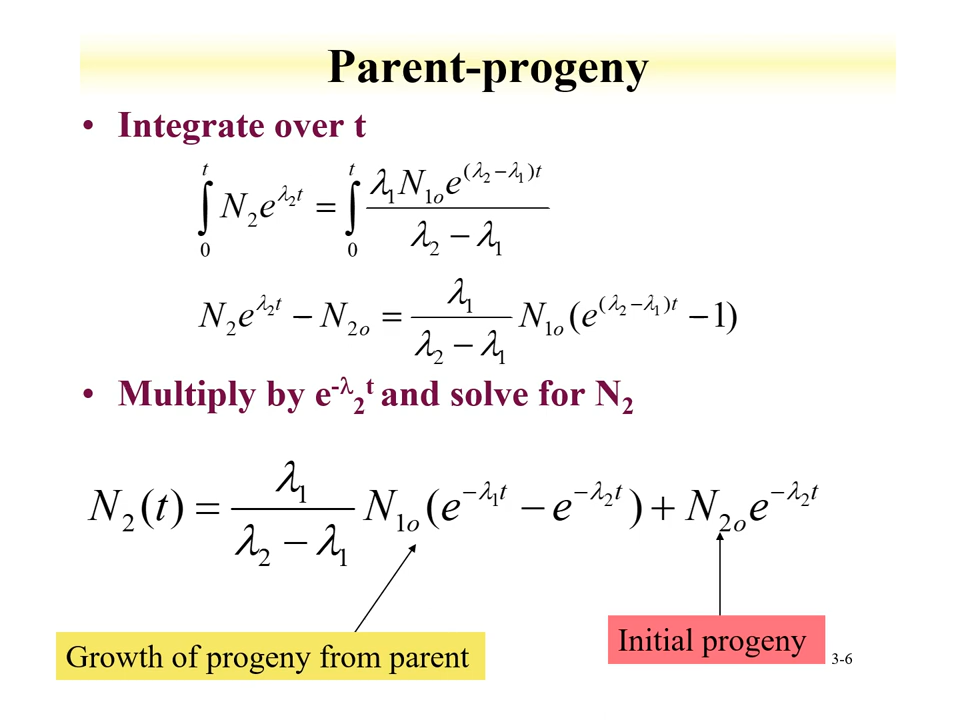 Parent-progeny
• Integrate over t
∫₀ᵗ N₂e^{λ₂t} = ∫₀ᵗ λ₁N₁ₒe^{(λ₂−λ₁)t} / (λ₂ − λ₁)
N₂e^{λ₂t} − N₂ₒ = λ₁/(λ₂ − λ₁) N₁ₒ(e^{(λ₂−λ₁)t} − 1)
• Multiply by e^{-λ}₂^{t} and solve for N₂
N₂(t) = λ₁/(λ₂ − λ₁) N₁ₒ(e^{−λ₁t} − e^{−λ₂t}) + N₂ₒe^{−λ₂t}
Initial progeny
Growth of progeny from parent
3-6